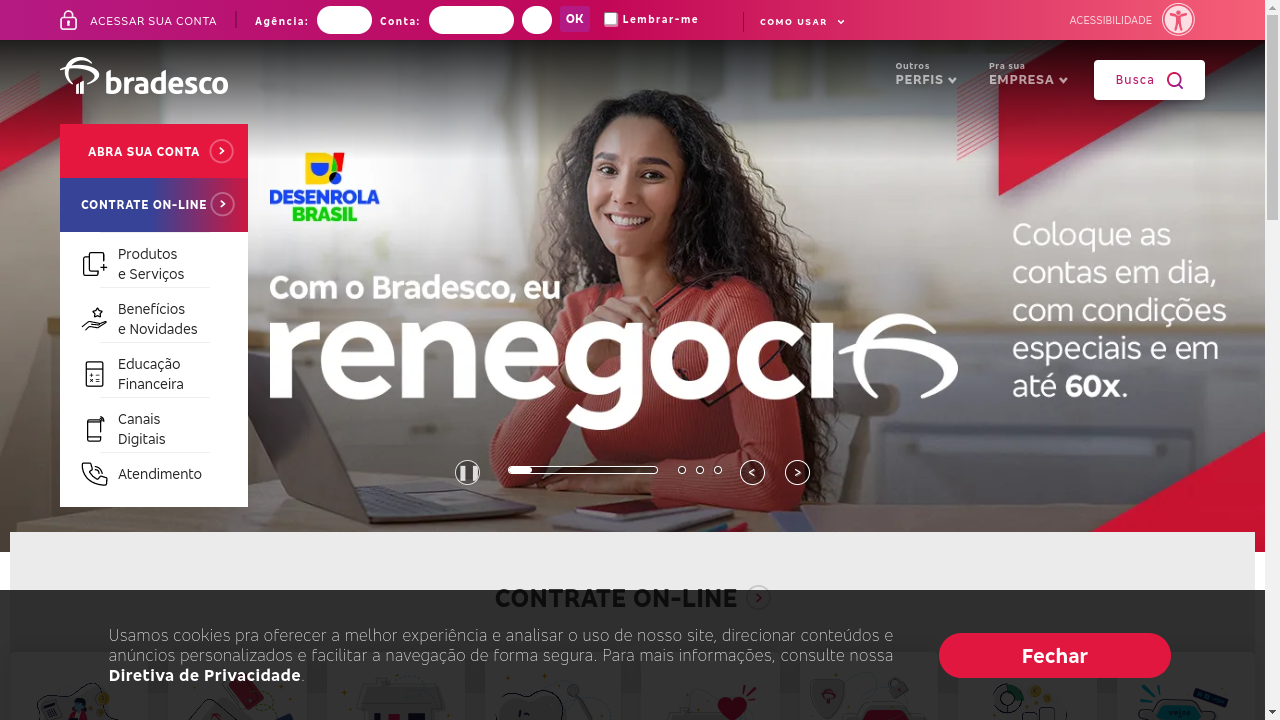 ACESSAR SUA CONTA
Agência:
Conta:
OK
Lembrar-me
COMO USAR
ACESSIBILIDADE
bradesco
Outros
PERFIS
Pra sua
EMPRESA
Busca
ABRA SUA CONTA
CONTRATE ON-LINE
Produtos
e Serviços
Benefícios
e Novidades
Educação
Financeira
Canais
Digitais
Atendimento
DESENROLA
BRASIL
Com o Bradesco, eu
renegoci
Coloque as
contas em dia,
com condições
especiais e em
até 60x.
CONTRATE ON-LINE
Usamos cookies pra oferecer a melhor experiência e analisar o uso de nosso site, direcionar conteúdos e
anúncios personalizados e facilitar a navegação de forma segura. Para mais informações, consulte nossa
Diretiva de Privacidade.
Fechar